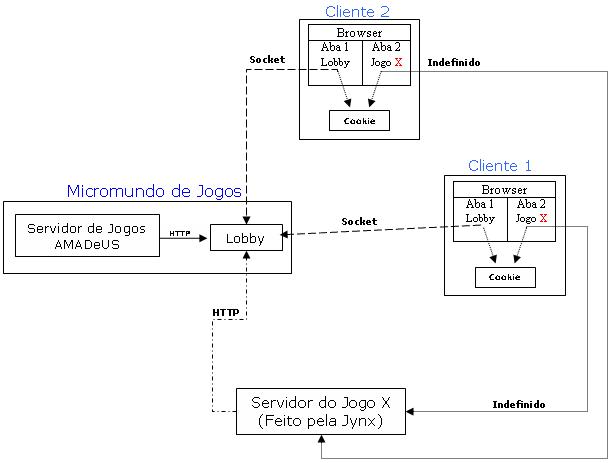 Cliente 2
Browser
Aba 1 Aba 2
Lobby Jogo X
Cookie
Socket
Indefinido
Cliente 1
Browser
Aba 1 Aba 2
Lobby Jogo X
Cookie
Micromundo de Jogos
Servidor de Jogos
AMADeUS
HTTP
Lobby
Socket
HTTP
Servidor do Jogo X
(Feito pela Jynx)
Indefinido